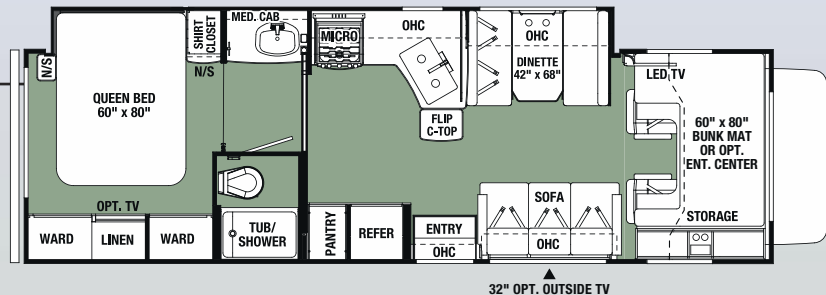 MED. CAB
SHIRT
CLOSET
N/S
N/S
QUEEN BED
60" x 80"
OPT. TV
WARD
LINEN
WARD
TUB/
SHOWER
MICRO
OHC
FLIP
C-TOP
PANTRY
REFER
ENTRY
OHC
OHC
DINETTE
42" x 68"
SOFA
OHC
LED TV
60" x 80"
BUNK MAT
OR OPT.
ENT. CENTER
STORAGE
32" OPT. OUTSIDE TV